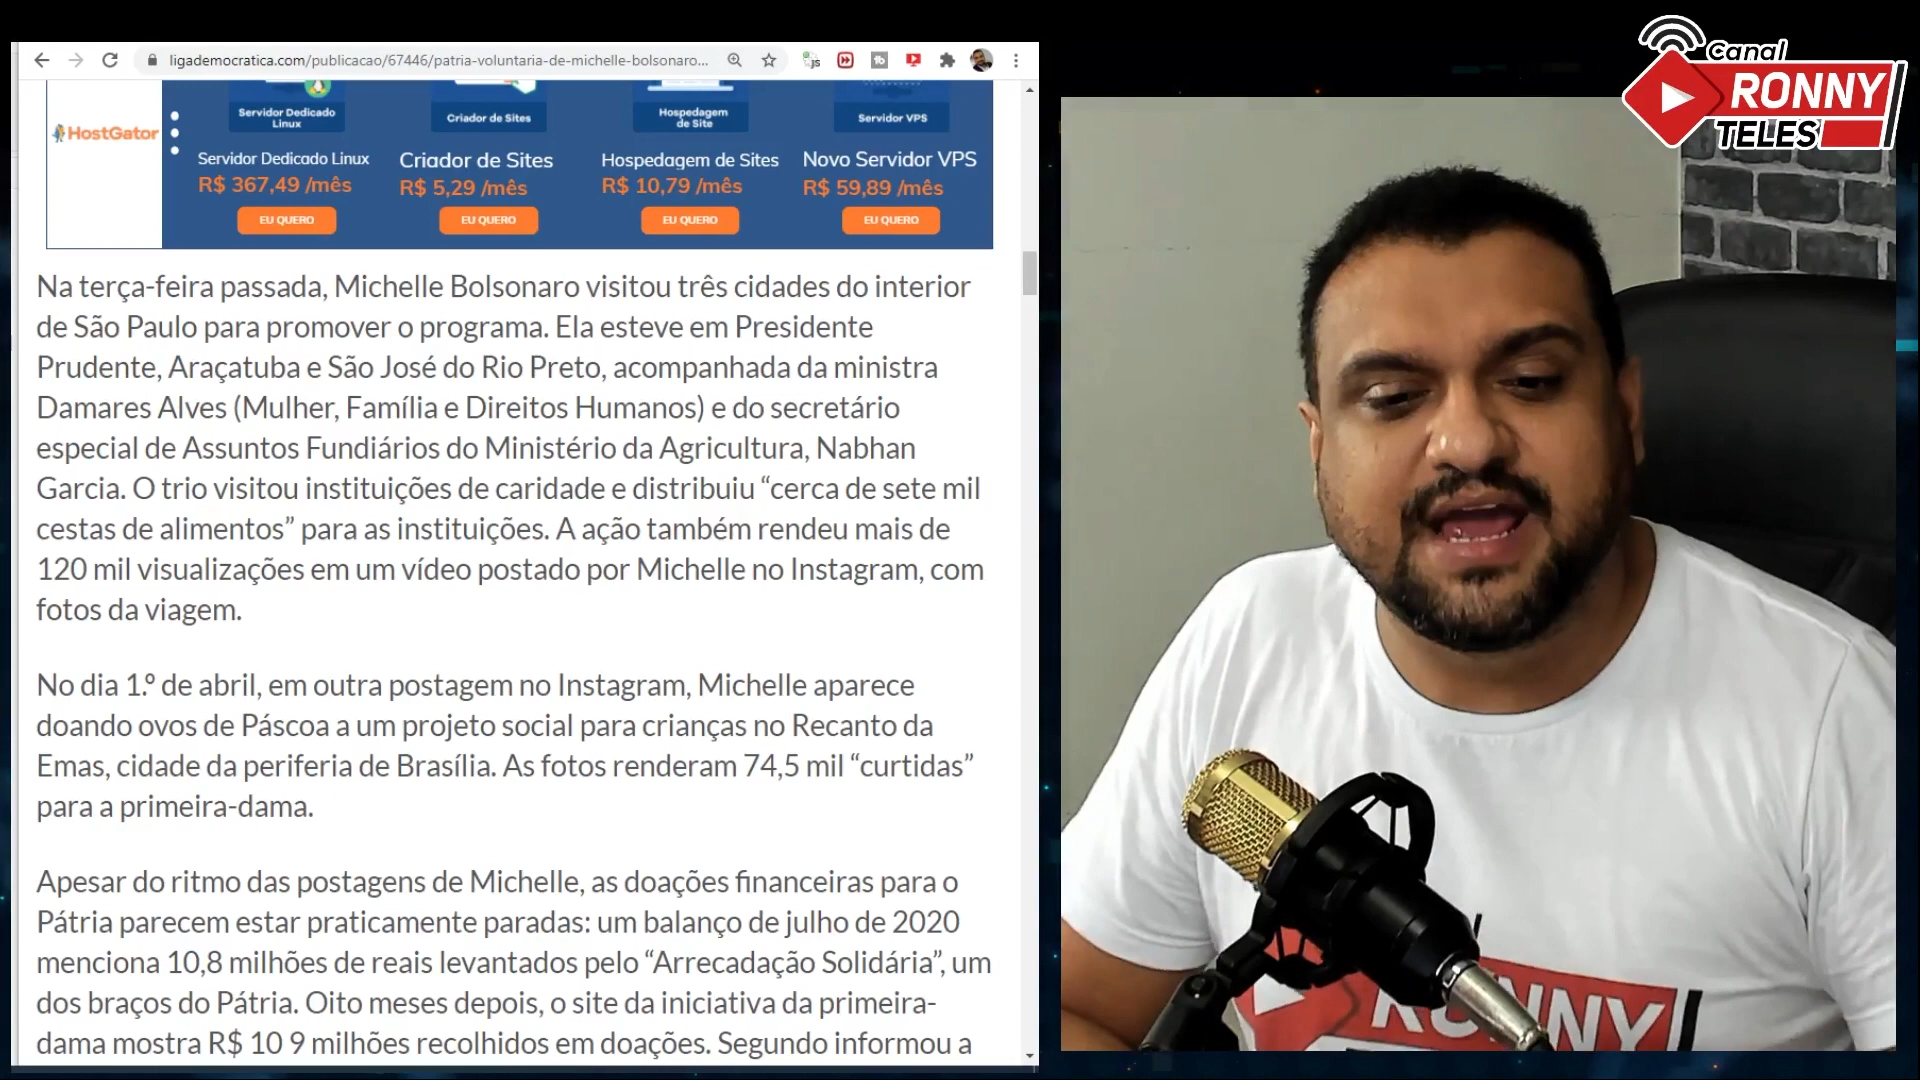 Canal
RONNY
TELES
ligademocratica.com/publicacao/67446/patria-voluntaria-de-michelle-bolsonaro...
HostGator
Servidor Dedicado
Linux
Criador de Sites
Hospedagem
de Site
Servidor VPS
Servidor Dedicado Linux
Criador de Sites
Hospedagem de Sites
Novo Servidor VPS
R$ 367,49 /mês
R$ 5,29 /mês
R$ 10,79 /mês
R$ 59,89 /mês
EU QUERO
EU QUERO
EU QUERO
EU QUERO
Na terça-feira passada, Michelle Bolsonaro visitou três cidades do interior
de São Paulo para promover o programa. Ela esteve em Presidente
Prudente, Araçatuba e São José do Rio Preto, acompanhada da ministra
Damares Alves (Mulher, Família e Direitos Humanos) e do secretário
especial de Assuntos Fundiários do Ministério da Agricultura, Nabhan
Garcia. O trio visitou instituições de caridade e distribuiu “cerca de sete mil
cestas de alimentos” para as instituições. A ação também rendeu mais de
120 mil visualizações em um vídeo postado por Michelle no Instagram, com
fotos da viagem.
No dia 1.º de abril, em outra postagem no Instagram, Michelle aparece
doando ovos de Páscoa a um projeto social para crianças no Recanto da
Emas, cidade da periferia de Brasília. As fotos renderam 74,5 mil “curtidas”
para a primeira-dama.
Apesar do ritmo das postagens de Michelle, as doações financeiras para o
Pátria parecem estar praticamente paradas: um balanço de julho de 2020
menciona 10,8 milhões de reais levantados pelo “Arrecadação Solidária”, um
dos braços do Pátria. Oito meses depois, o site da iniciativa da primeira-
dama mostra R$ 10 9 milhões recolhidos em doações. Segundo informou a
RONNY